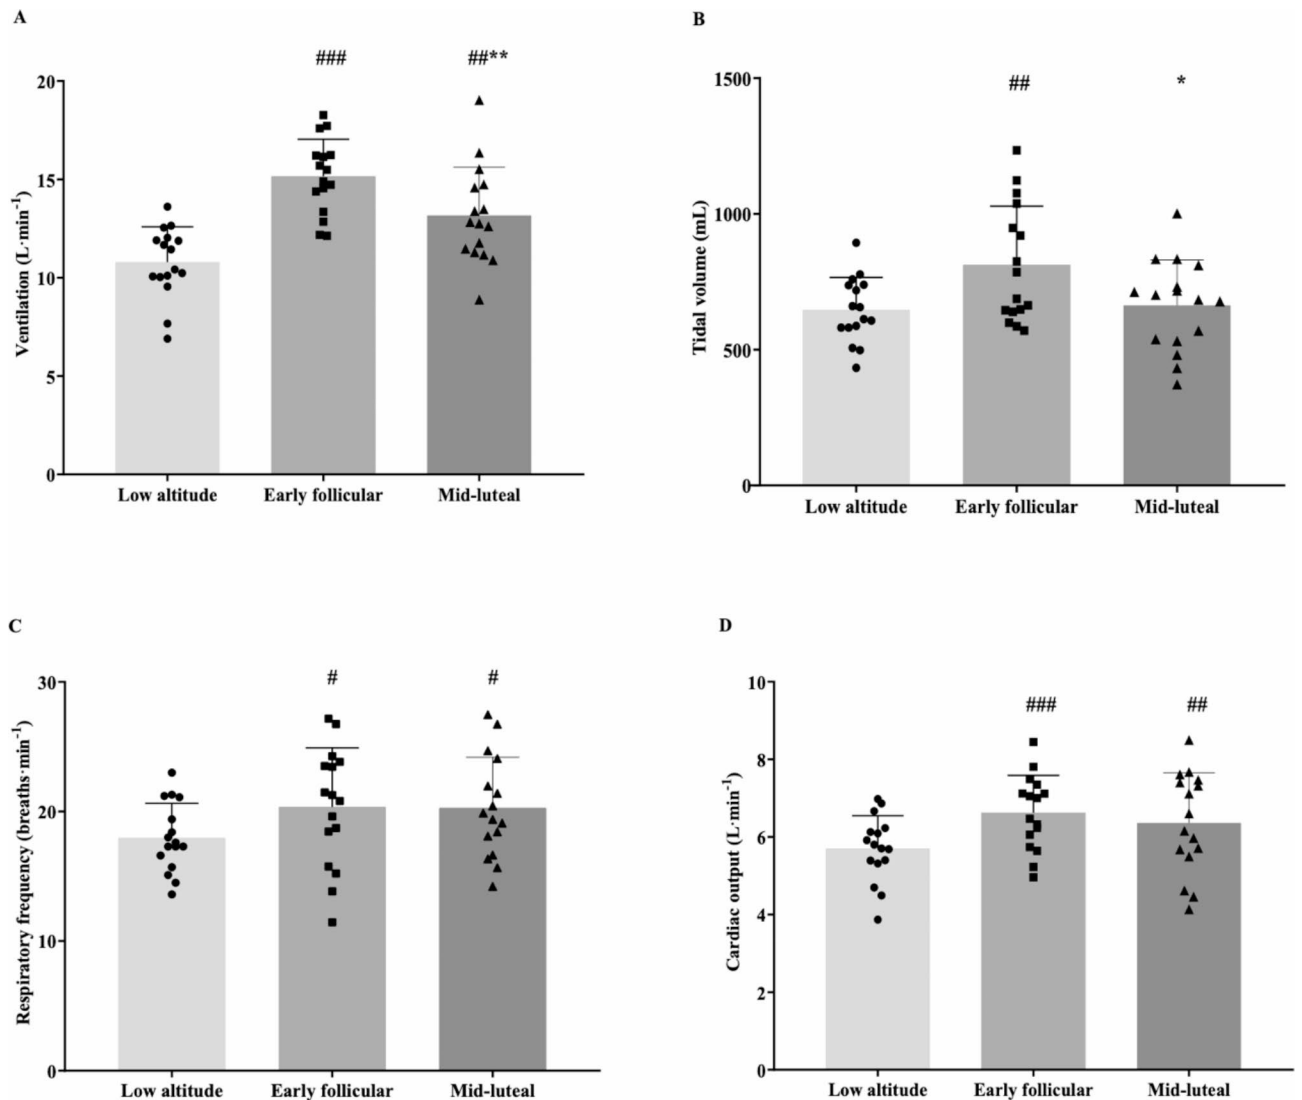 A
### ##**
20
15
10
5
0
Ventilation (L·min⁻¹)
Low altitude Early follicular Mid-luteal
B
## *
1500
1000
500
0
Tidal volume (mL)
Low altitude Early follicular Mid-luteal
C
# #
30
20
10
0
Respiratory frequency (breaths·min⁻¹)
Low altitude Early follicular Mid-luteal
D
### ##
10
8
6
4
2
0
Cardiac output (L·min⁻¹)
Low altitude Early follicular Mid-luteal